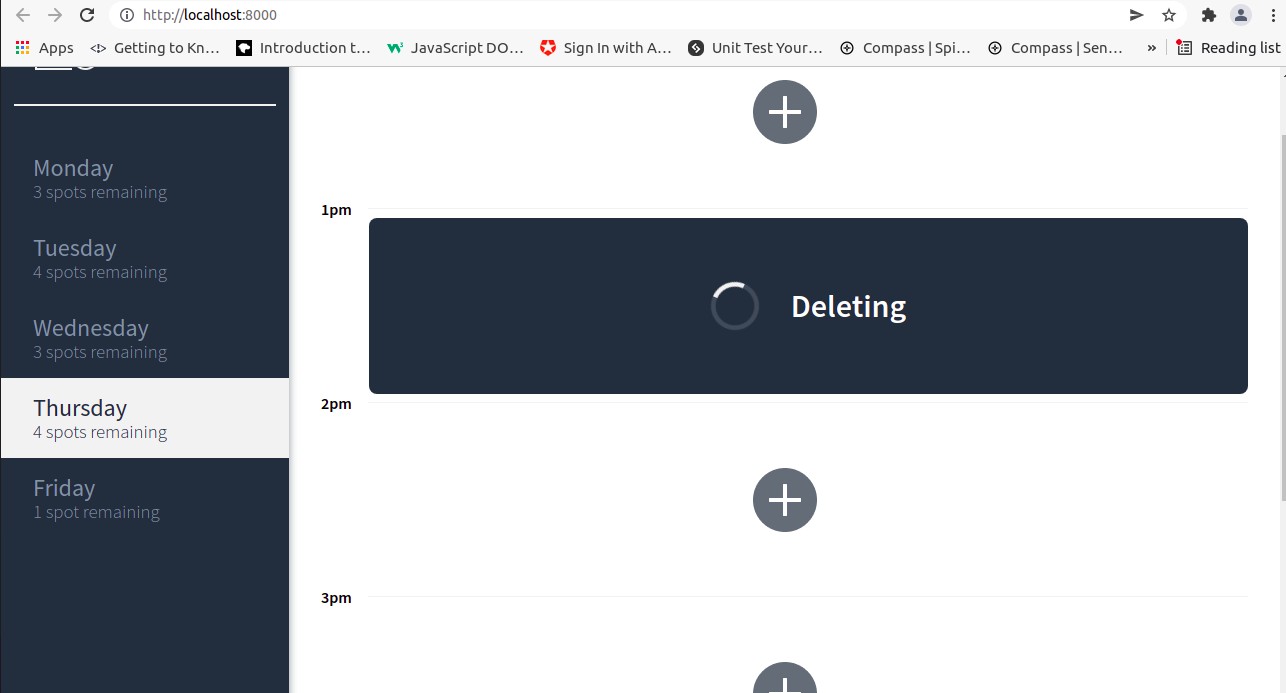 http://localhost:8000
Apps Getting to Kn... Introduction t... JavaScript DO... Sign In with A... Unit Test Your... Compass | Spi... Compass | Sen... » Reading list
Monday
3 spots remaining
Tuesday
4 spots remaining
Wednesday
3 spots remaining
Thursday
4 spots remaining
Friday
1 spot remaining
1pm
Deleting
2pm
3pm